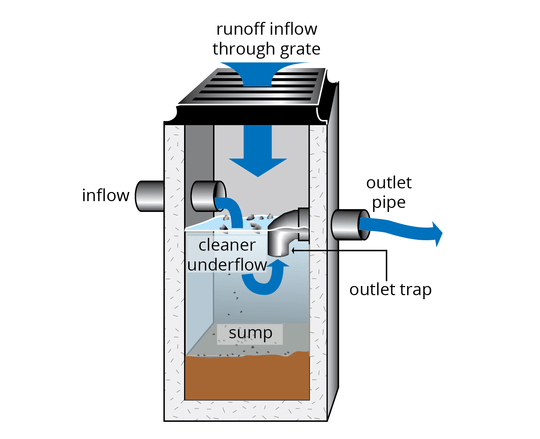 runoff inflow
through grate
inflow
outlet
pipe
cleaner
underflow
outlet trap
sump